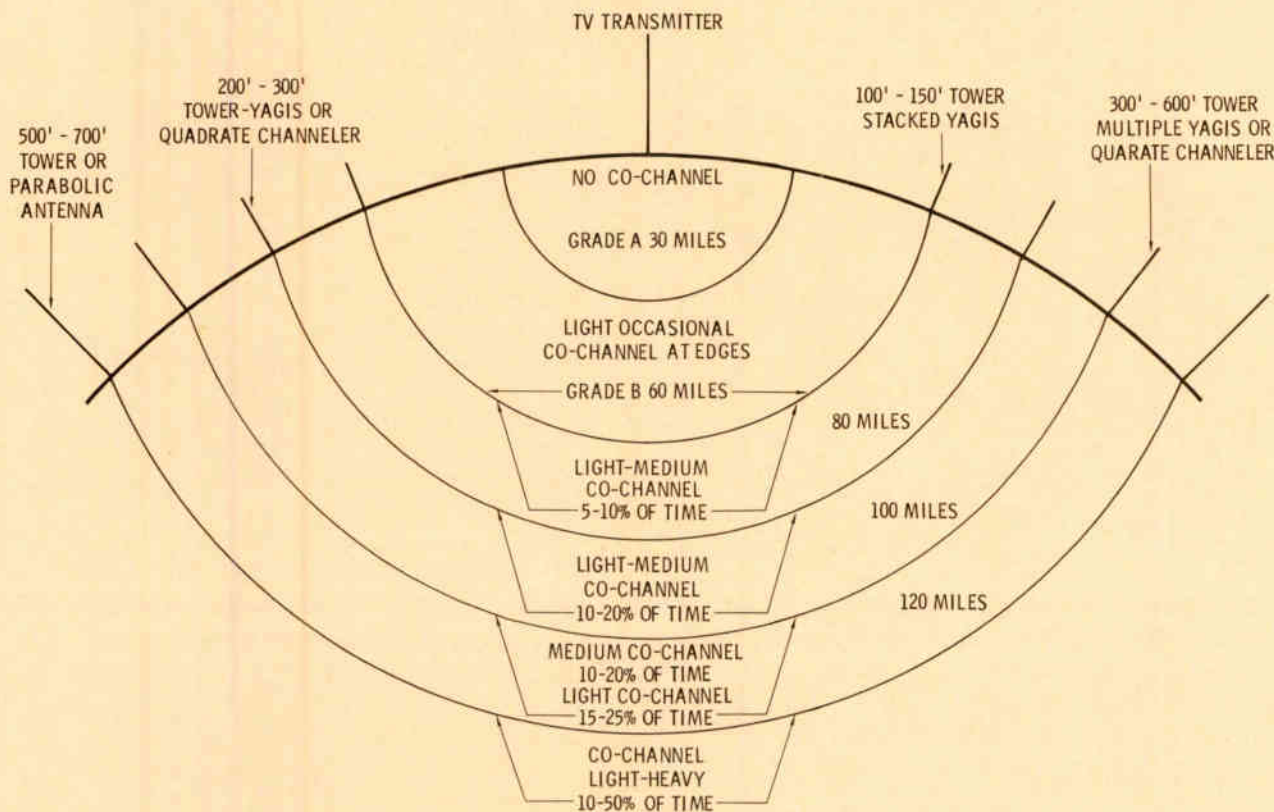 TV TRANSMITTER
200' - 300'
TOWER-YAGIS OR
QUADRATE CHANNELER
500' - 700'
TOWER OR
PARABOLIC
ANTENNA
100' - 150' TOWER
STACKED YAGIS
300' - 600' TOWER
MULTIPLE YAGIS OR
QUARATE CHANNELER
NO CO-CHANNEL
GRADE A 30 MILES
LIGHT OCCASIONAL
CO-CHANNEL AT EDGES
GRADE B 60 MILES
80 MILES
LIGHT-MEDIUM
CO-CHANNEL
5-10% OF TIME
100 MILES
LIGHT-MEDIUM
CO-CHANNEL
10-20% OF TIME
120 MILES
MEDIUM CO-CHANNEL
10-20% OF TIME
LIGHT CO-CHANNEL
15-25% OF TIME
CO-CHANNEL
LIGHT-HEAVY
10-50% OF TIME